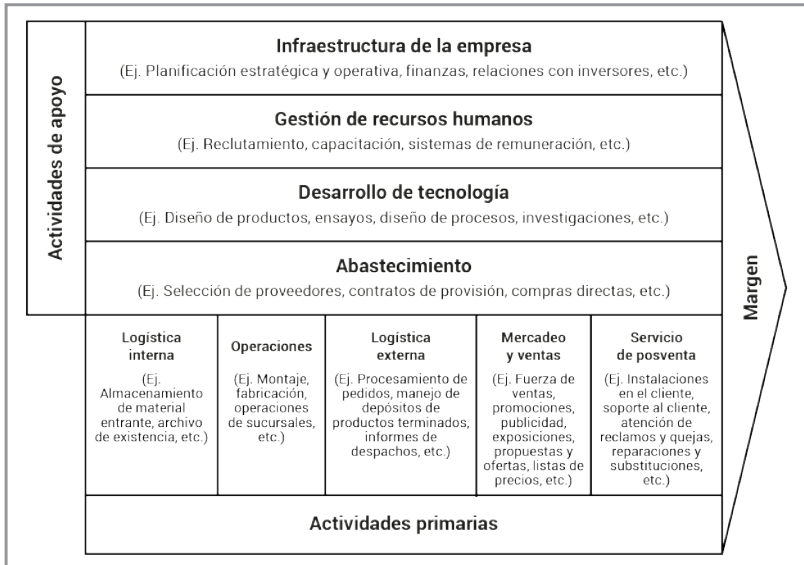 Actividades de apoyo
Infraestructura de la empresa
(Ej. Planificación estratégica y operativa, finanzas, relaciones con inversores, etc.)
Gestión de recursos humanos
(Ej. Reclutamiento, capacitación, sistemas de remuneración, etc.)
Desarrollo de tecnología
(Ej. Diseño de productos, ensayos, diseño de procesos, investigaciones, etc.)
Abastecimiento
(Ej. Selección de proveedores, contratos de provisión, compras directas, etc.)
Logística
interna
(Ej.
Almacenamiento
de material
entrante, archivo
de existencia, etc.)
Operaciones
(Ej. Montaje,
fabricación,
operaciones
de sucursales,
etc.)
Logística
externa
(Ej. Procesamiento de
pedidos, manejo de
depósitos de
productos terminados,
informes de
despachos, etc.)
Mercadeo
y ventas
(Ej. Fuerza de
ventas,
promociones,
publicidad,
exposiciones,
propuestas y
ofertas, listas de
precios, etc.)
Servicio
de posventa
(Ej. Instalaciones
en el cliente,
soporte al cliente,
atención de
reclamos y quejas,
reparaciones y
substituciones,
etc.)
Actividades primarias
Margen